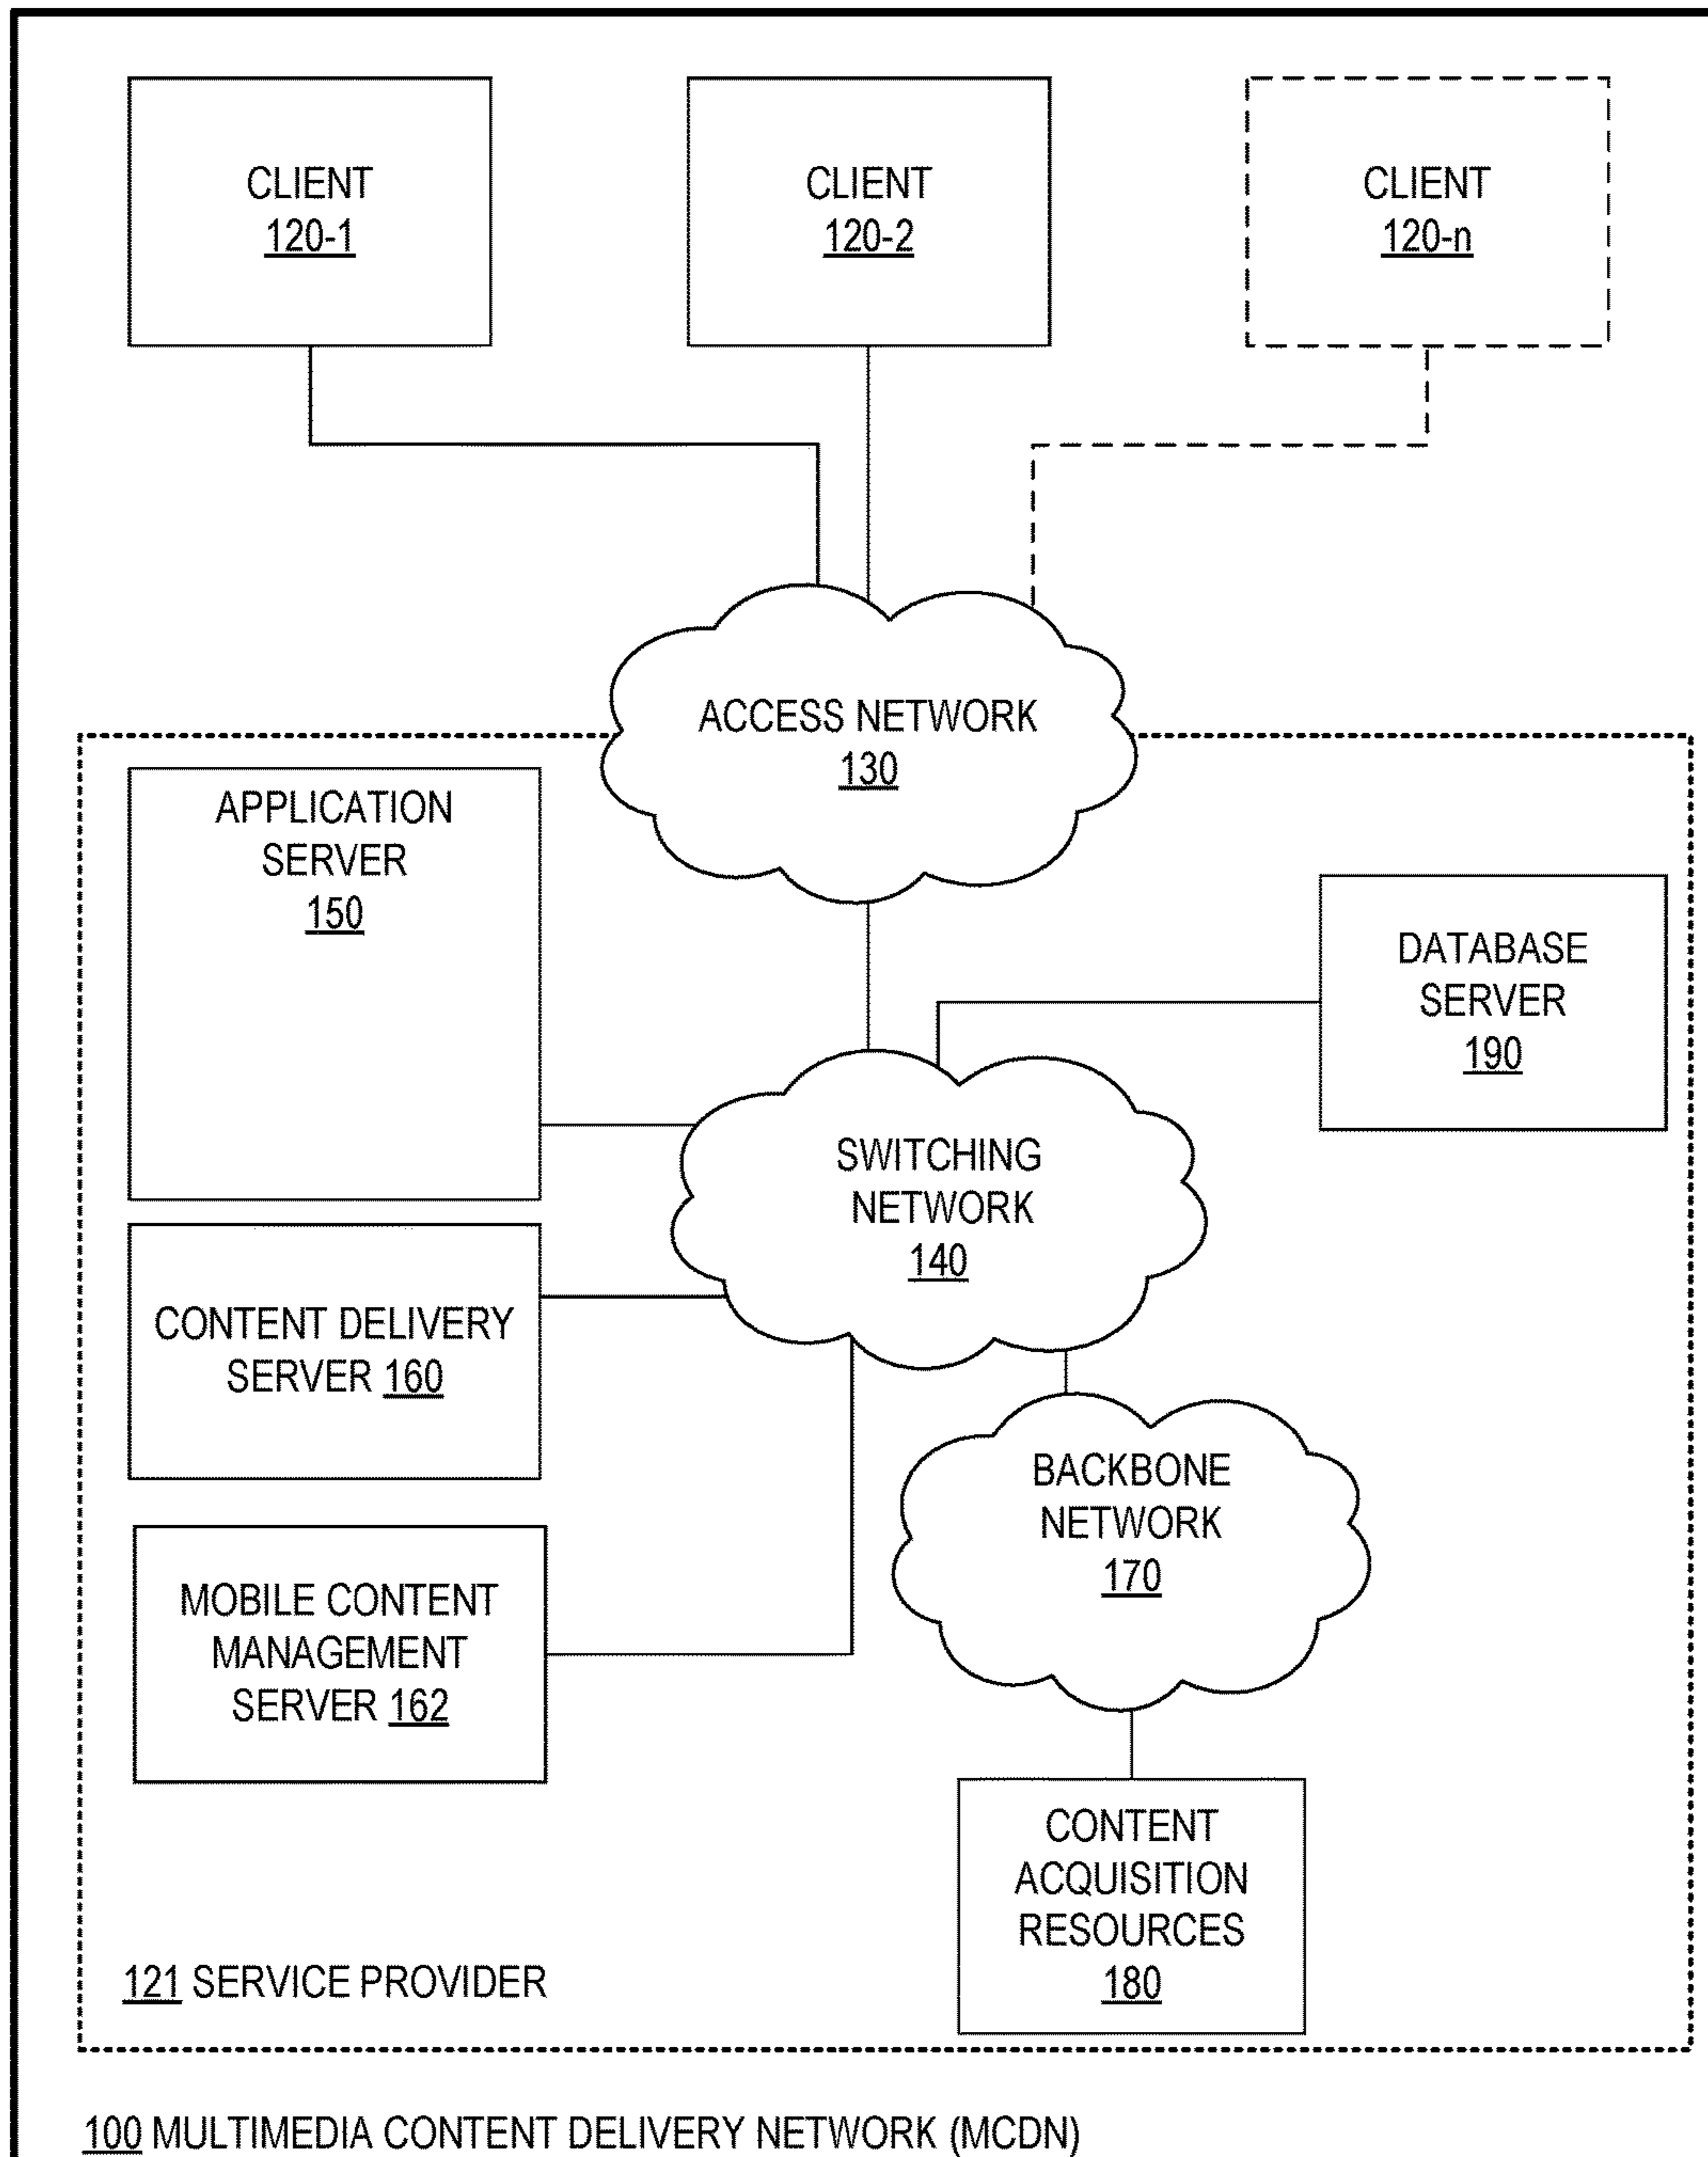 CLIENT
120-1
CLIENT
120-2
CLIENT
120-n
ACCESS NETWORK
130
APPLICATION
SERVER
150
DATABASE
SERVER
190
SWITCHING
NETWORK
140
CONTENT DELIVERY
SERVER 160
BACKBONE
NETWORK
170
MOBILE CONTENT
MANAGEMENT
SERVER 162
CONTENT
ACQUISITION
RESOURCES
180
121 SERVICE PROVIDER
100 MULTIMEDIA CONTENT DELIVERY NETWORK (MCDN)